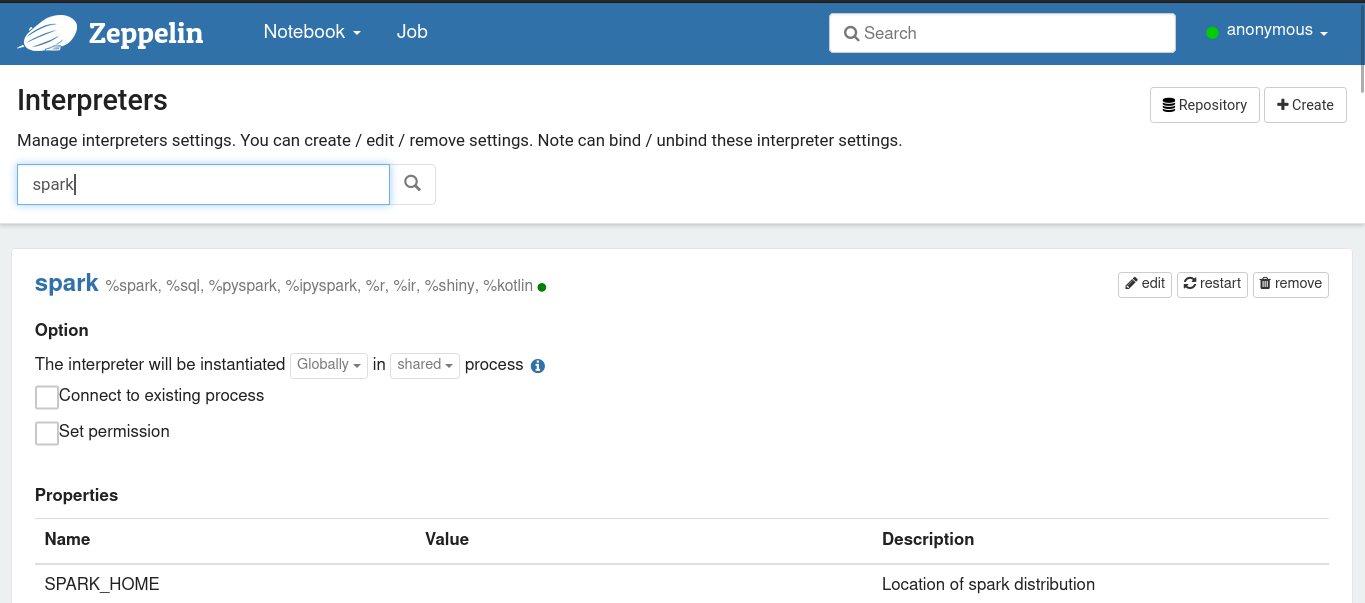 Zeppelin Notebook Job Search anonymous
Interpreters Repository Create
Manage interpreters settings. You can create / edit / remove settings. Note can bind / unbind these interpreter settings.
spark
spark %spark, %sql, %pyspark, %ipyspark, %r, %ir, %shiny, %kotlin edit restart remove
Option
The interpreter will be instantiated Globally in shared process
Connect to existing process
Set permission
Properties
Name Value Description
SPARK_HOME Location of spark distribution